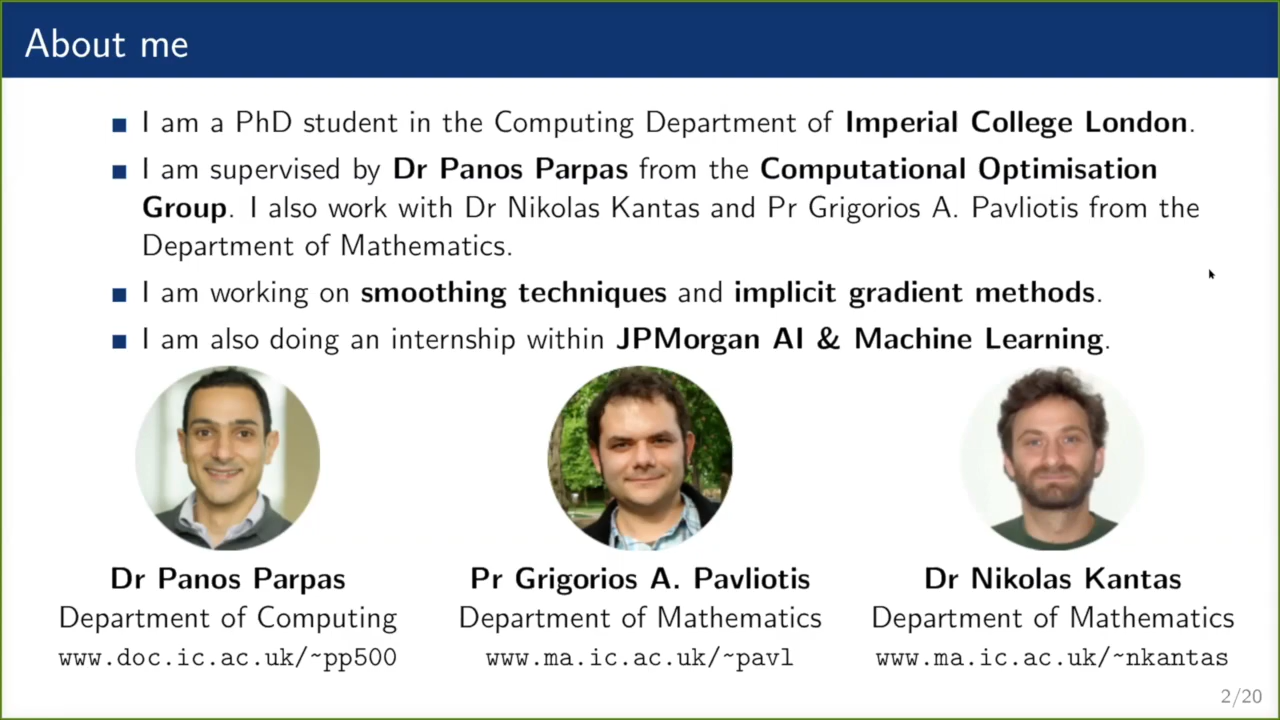 About me
I am a PhD student in the Computing Department of Imperial College London.
I am supervised by Dr Panos Parpas from the Computational Optimisation
Group. I also work with Dr Nikolas Kantas and Pr Grigorios A. Pavliotis from the
Department of Mathematics.
I am working on smoothing techniques and implicit gradient methods.
I am also doing an internship within JPMorgan AI & Machine Learning.
Dr Panos Parpas
Department of Computing
www.doc.ic.ac.uk/~pp500
Pr Grigorios A. Pavliotis
Department of Mathematics
www.ma.ic.ac.uk/~pavl
Dr Nikolas Kantas
Department of Mathematics
www.ma.ic.ac.uk/~nkantas
2/20